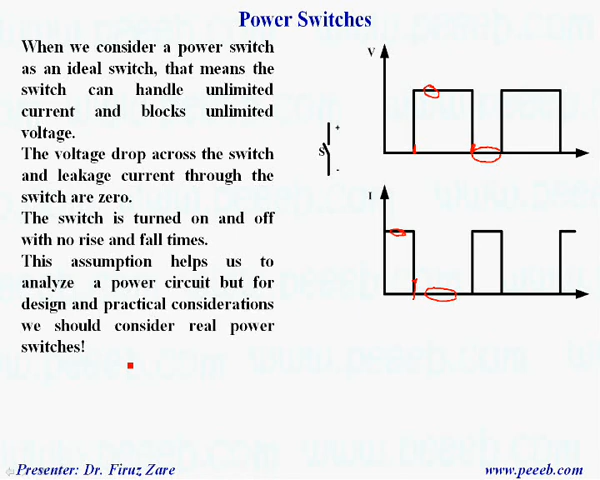 Power Switches
When we consider a power switch
as an ideal switch, that means the
switch can handle unlimited
current and blocks unlimited
voltage.
The voltage drop across the switch
and leakage current through the
switch are zero.
The switch is turned on and off
with no rise and fall times.
This assumption helps us to
analyze a power circuit but for
design and practical considerations
we should consider real power
switches!
V
S
+
-
I
Presenter: Dr. Firuz Zare
www.peeeb.com